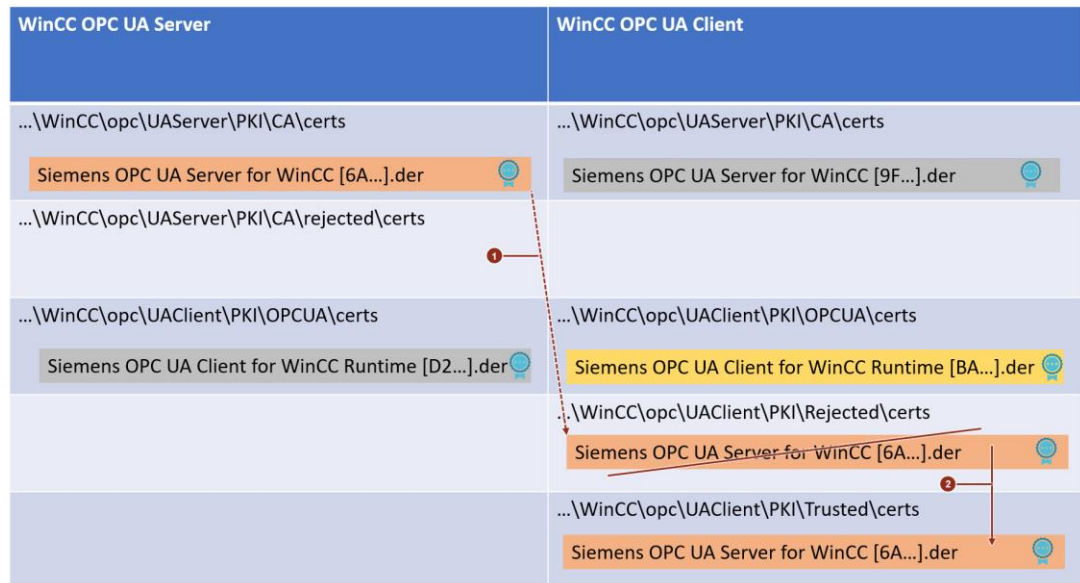 WinCC OPC UA Server
WinCC OPC UA Client
...\WinCC\opc\UAServer\PKI\CA\certs
...\WinCC\opc\UAServer\PKI\CA\certs
Siemens OPC UA Server for WinCC [6A...].der
Siemens OPC UA Server for WinCC [9F...].der
...\WinCC\opc\UAServer\PKI\CA\rejected\certs
1
...\WinCC\opc\UAClient\PKI\OPCUA\certs
...\WinCC\opc\UAClient\PKI\OPCUA\certs
Siemens OPC UA Client for WinCC Runtime [D2...].der
Siemens OPC UA Client for WinCC Runtime [BA...].der
...\WinCC\opc\UAClient\PKI\Rejected\certs
Siemens OPC UA Server for WinCC [6A...].der
2
...\WinCC\opc\UAClient\PKI\Trusted\certs
Siemens OPC UA Server for WinCC [6A...].der